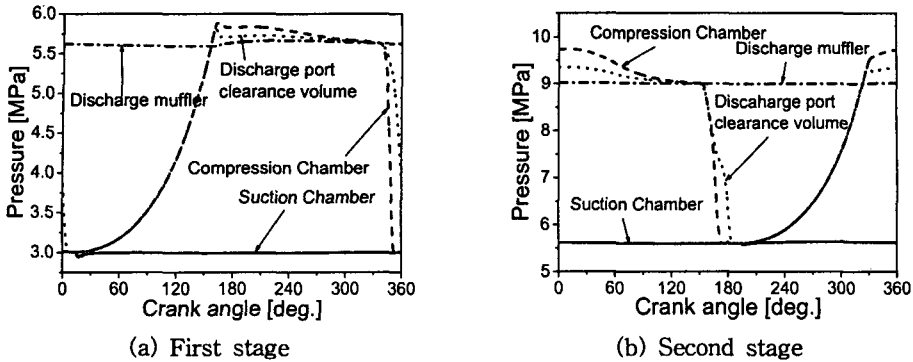 Pressure [MPa]
6.0
5.5
5.0
4.5
4.0
3.5
3.0
Discharge muffler
Discharge port
clearance volume
Compression Chamber
Suction Chamber
0 60 120 180 240 300 360
Crank angle [deg.]
(a) First stage
Pressure [MPa]
10
9
8
7
6
5
Compression Chamber
Discharge muffler
Discaharge port
clearance volume
Suction Chamber
0 60 120 180 240 300 360
Crank angle [deg.]
(b) Second stage